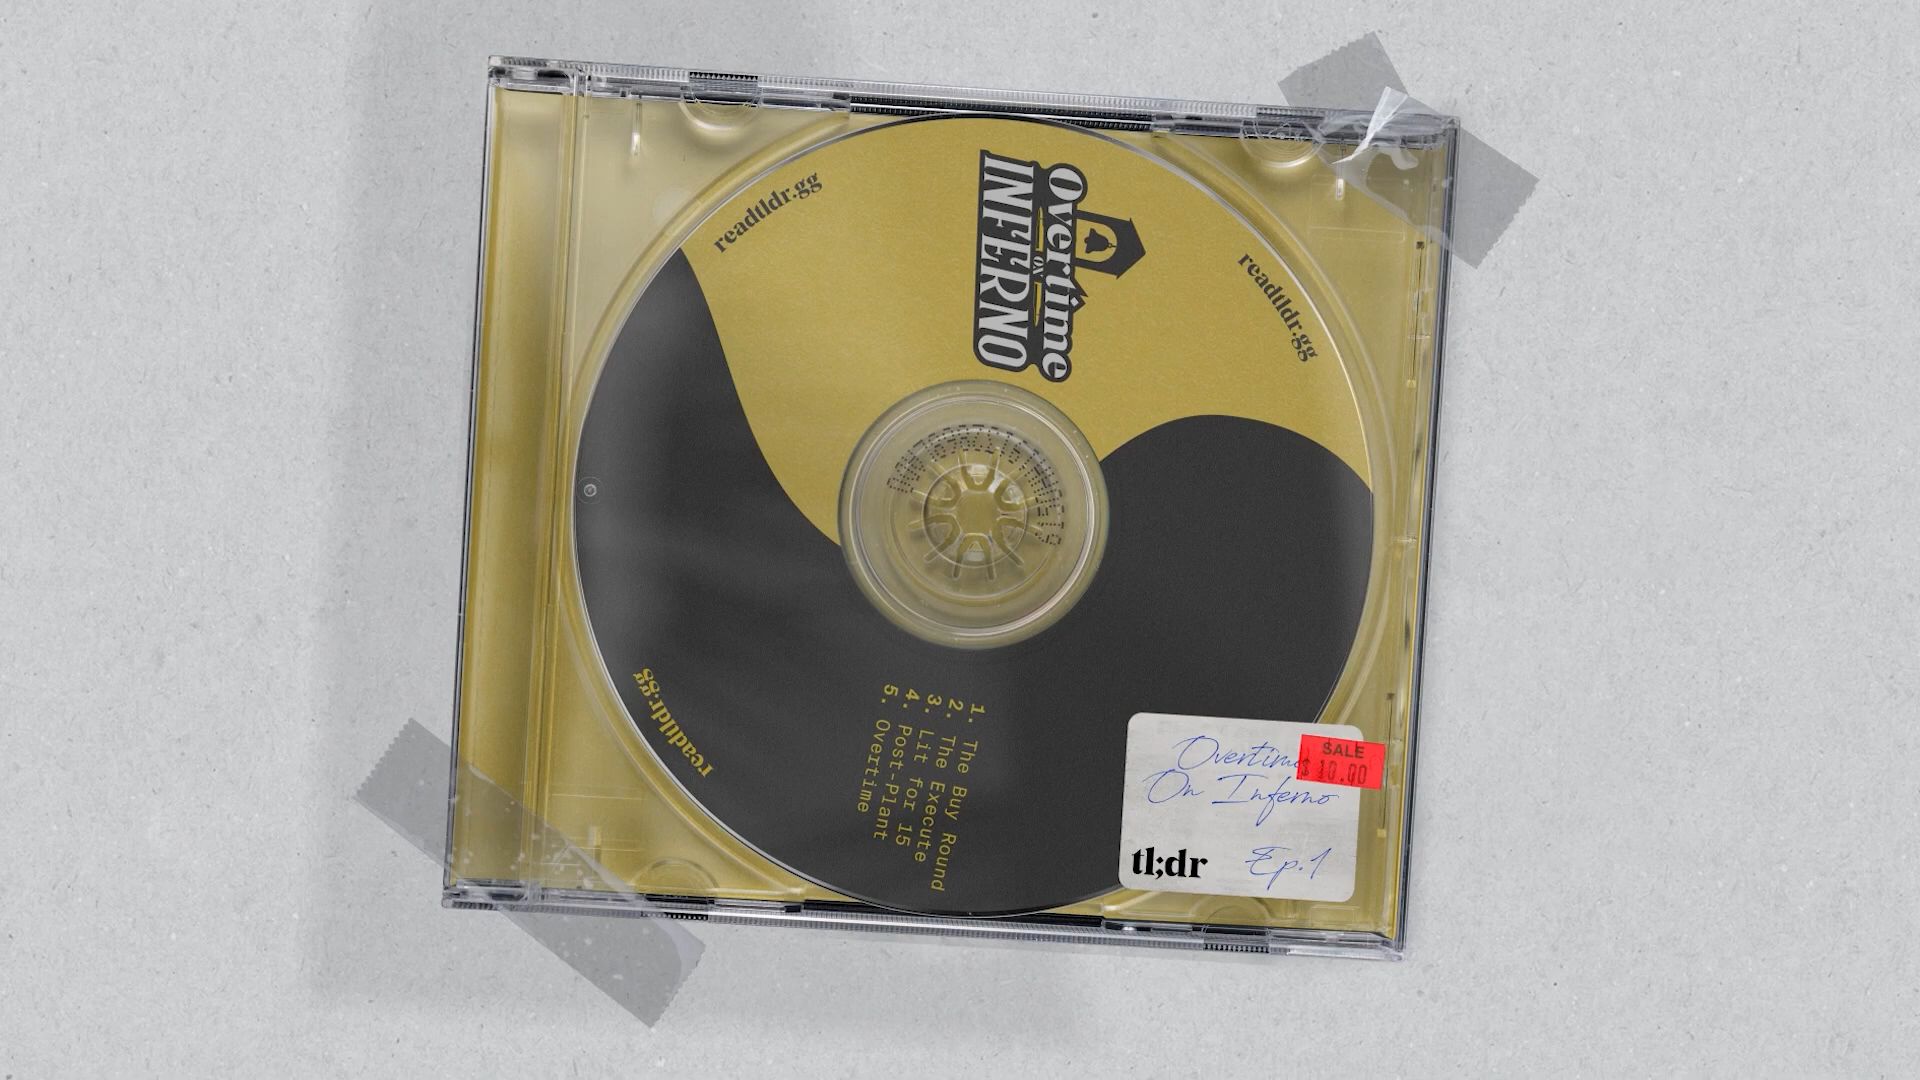 readtldr.gg
Overtime
ON
INFERNO
readtldr.gg
readtldr.gg
1. The Buy Round
2. The Execute
3. Lit for 15
4. Post-Plant
5. Overtime
Overtime
On Inferno
SALE
$ 10.00
tl;dr
Ep.1